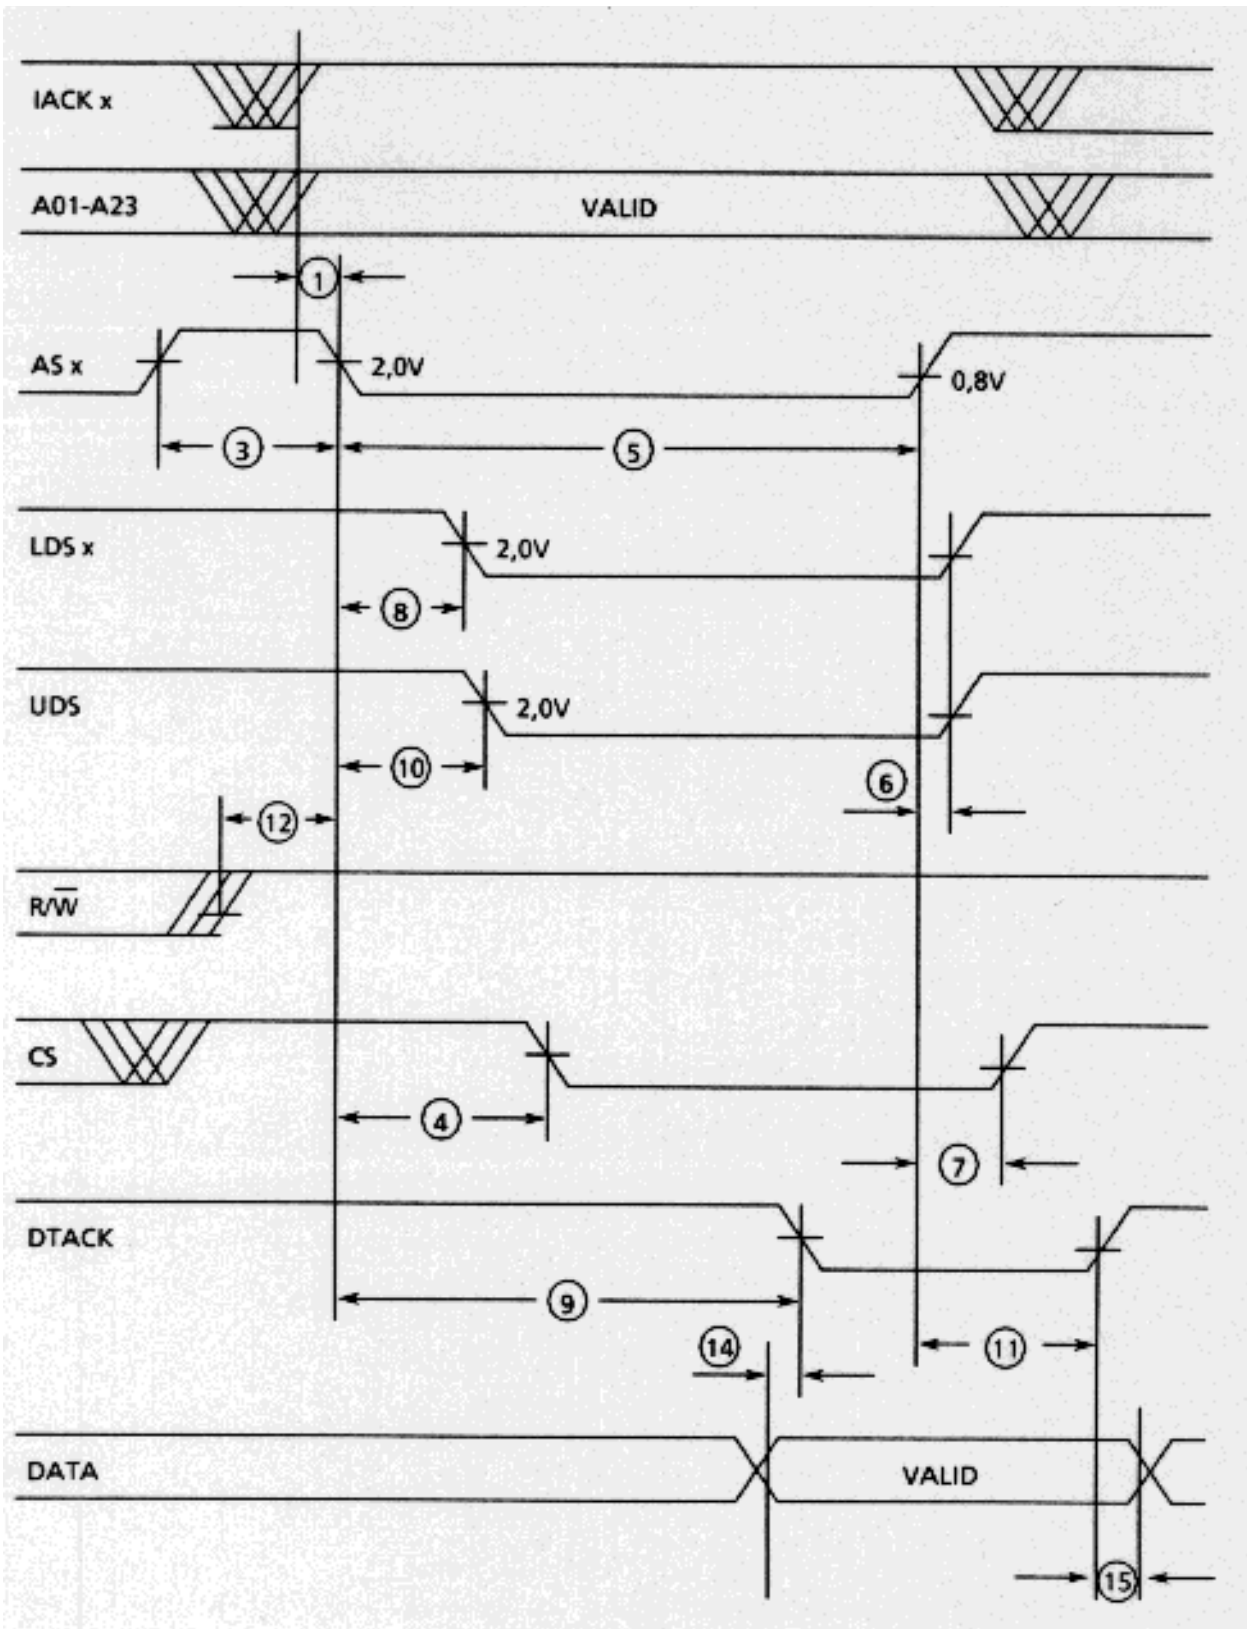 IACK x
A01-A23
VALID
1
AS x
2,0V
0,8V
3
5
LDS x
2,0V
8
UDS
2,0V
10
6
12
R/W̅
CS
4
7
DTACK
9
14
11
DATA
VALID
15